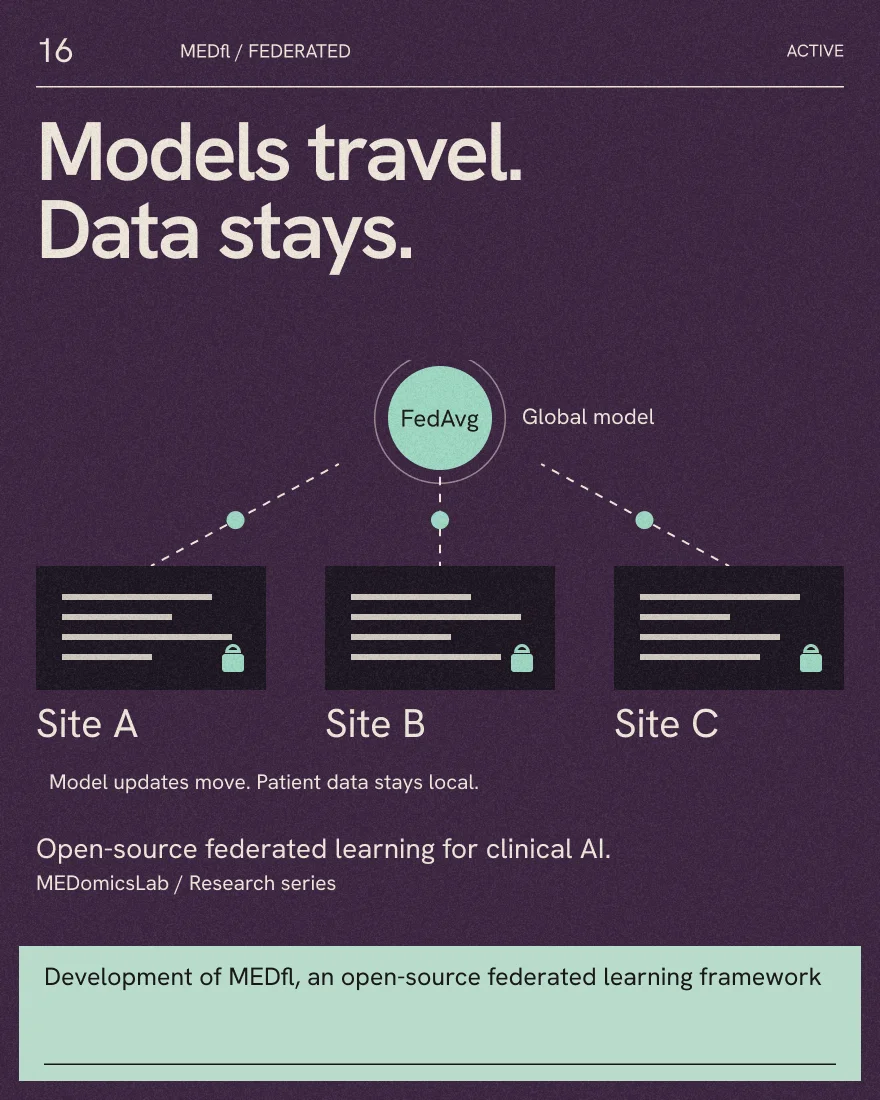 16
MEDfl / FEDERATED
ACTIVE
Models travel.
Data stays.
FedAvg
Global model
Site A
Site B
Site C
Model updates move. Patient data stays local.
Open-source federated learning for clinical AI.
MEDomicsLab / Research series
Development of MEDfl, an open-source federated learning framework